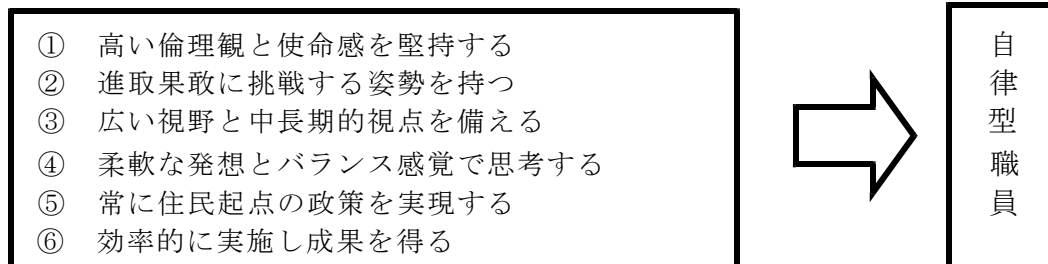 ① 高い倫理観と使命感を堅持する
② 進取果敢に挑戦する姿勢を持つ
③ 広い視野と中長期的視点を備える
④ 柔軟な発想とバランス感覚で思考する
⑤ 常に住民起点の政策を実現する
⑥ 効率的に実施し成果を得る
自律型職員